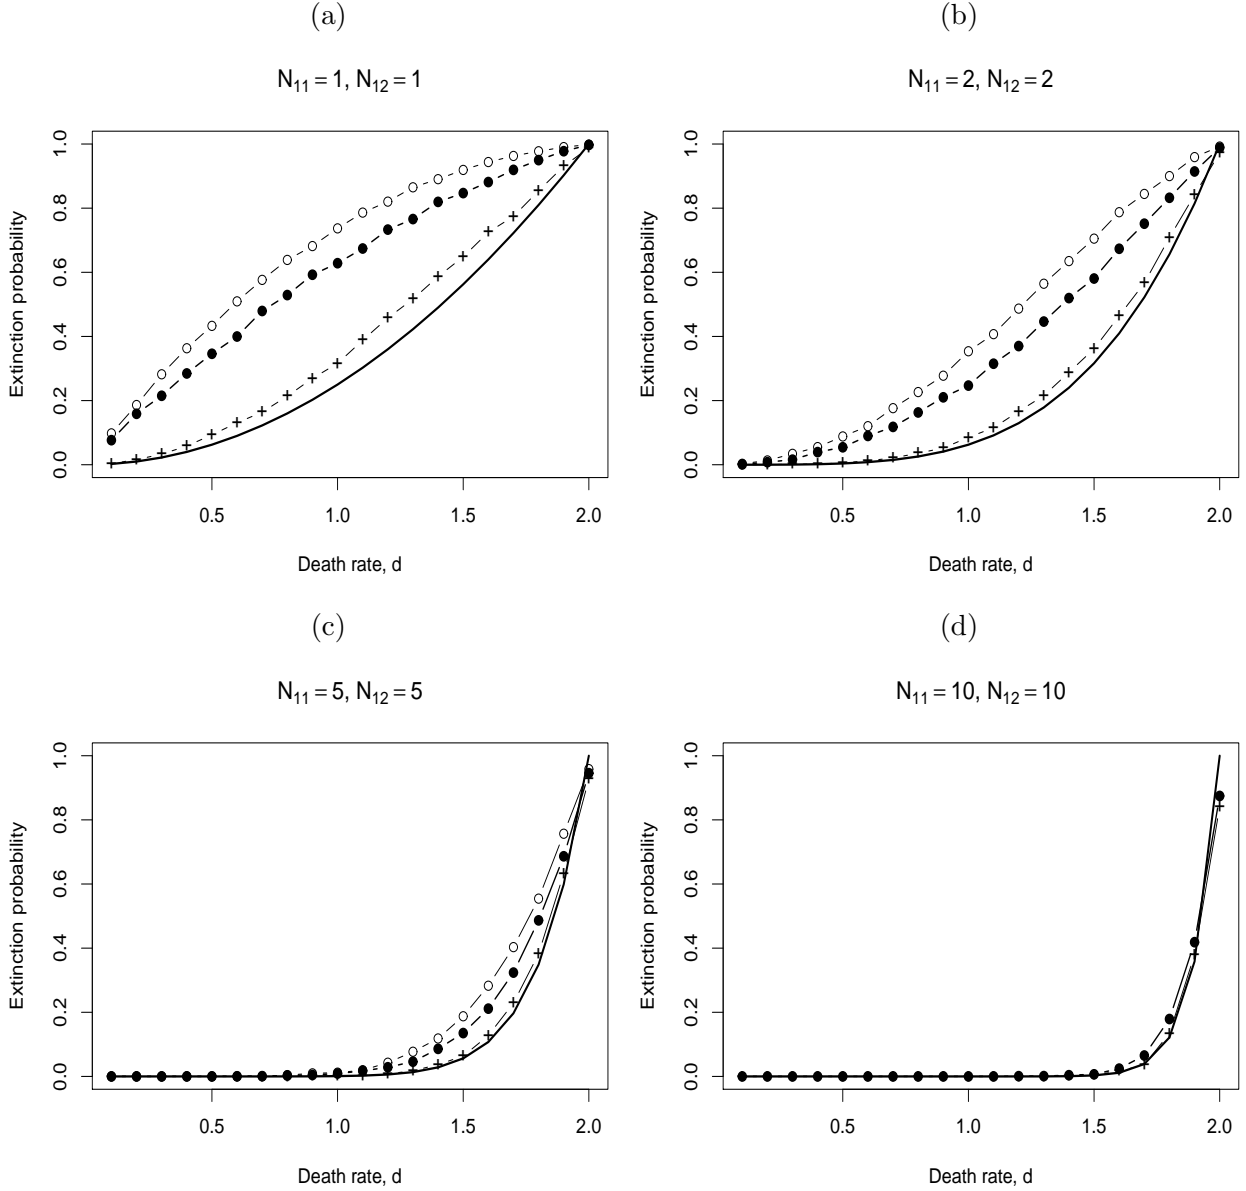 (a)
N11 = 1, N12 = 1
Extinction probability
1.0
0.8
0.6
0.4
0.2
0.0
0.5
1.0
1.5
2.0
Death rate, d
(b)
N11 = 2, N12 = 2
Extinction probability
1.0
0.8
0.6
0.4
0.2
0.0
0.5
1.0
1.5
2.0
Death rate, d
(c)
N11 = 5, N12 = 5
Extinction probability
1.0
0.8
0.6
0.4
0.2
0.0
0.5
1.0
1.5
2.0
Death rate, d
(d)
N11 = 10, N12 = 10
Extinction probability
1.0
0.8
0.6
0.4
0.2
0.0
0.5
1.0
1.5
2.0
Death rate, d